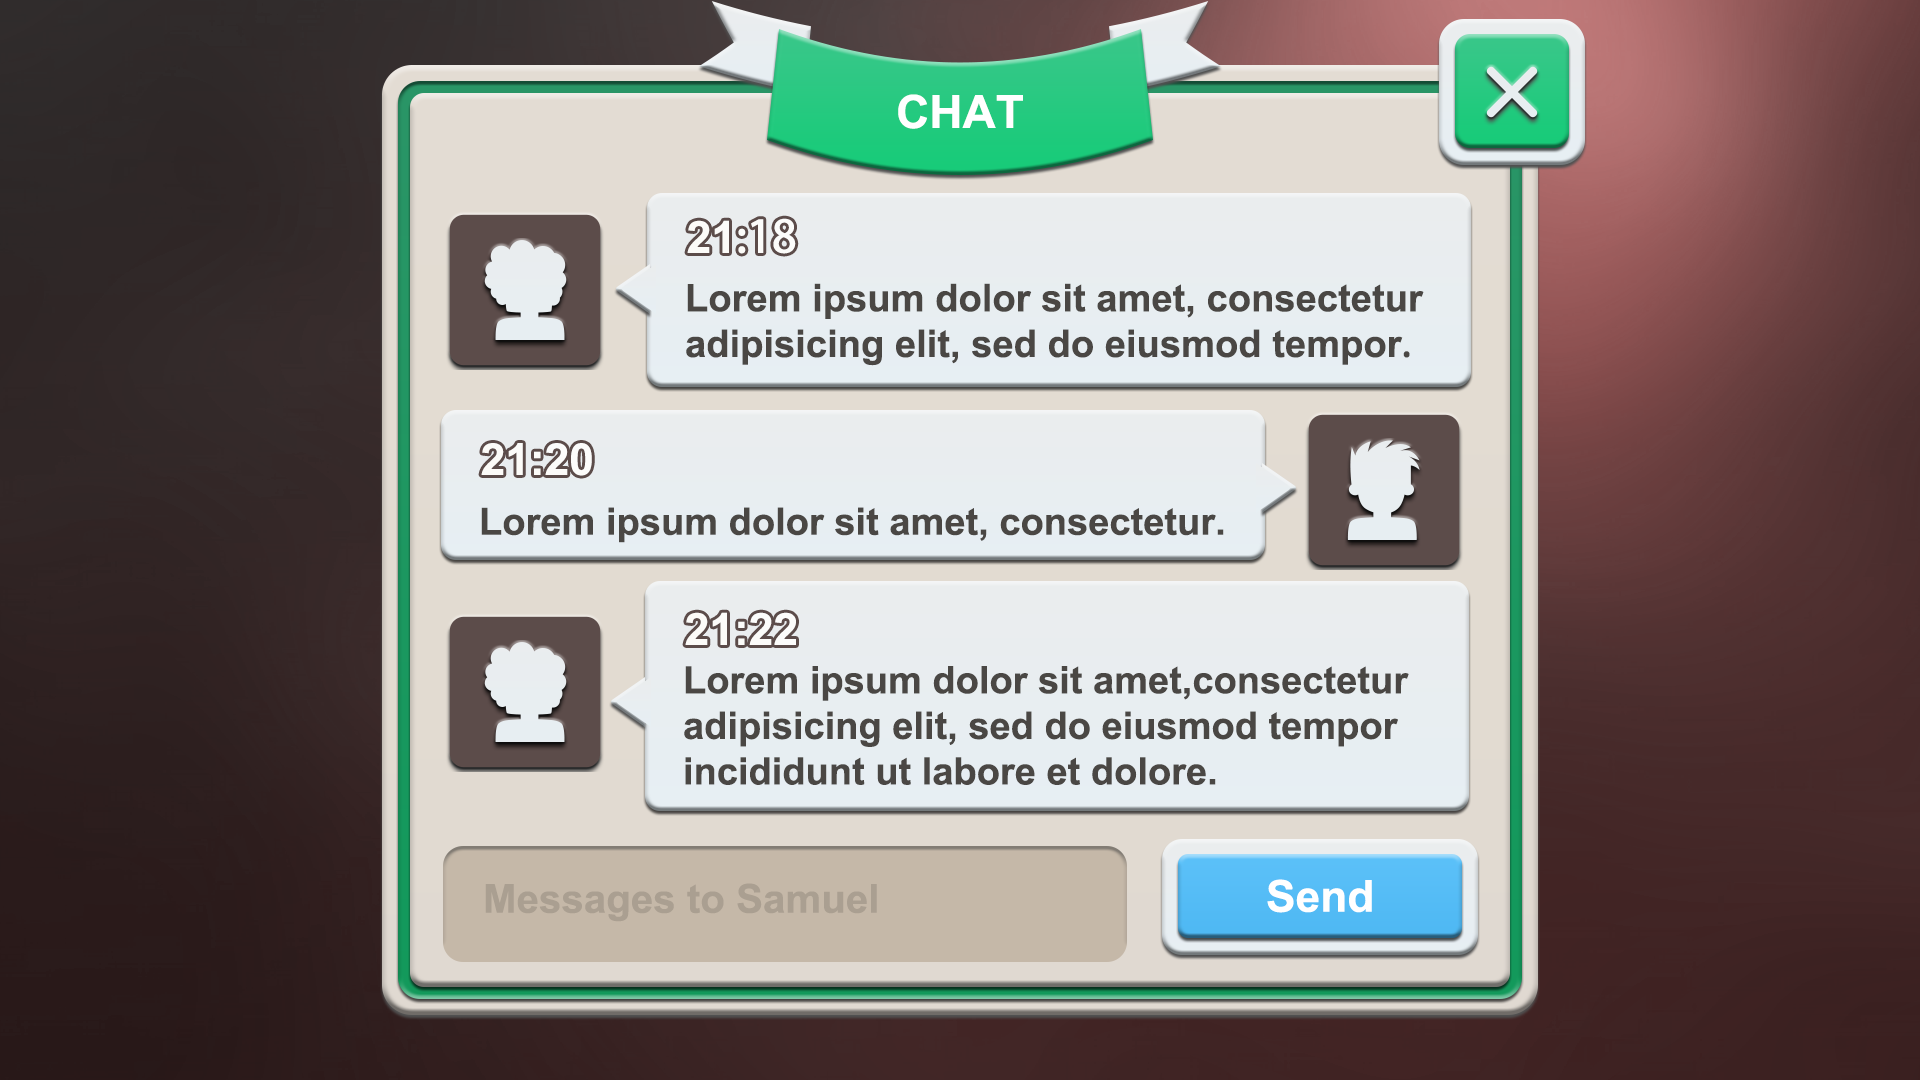 CHAT
21:18
Lorem ipsum dolor sit amet, consectetur
adipisicing elit, sed do eiusmod tempor.
21:20
Lorem ipsum dolor sit amet, consectetur.
21:22
Lorem ipsum dolor sit amet,consectetur
adipisicing elit, sed do eiusmod tempor
incididunt ut labore et dolore.
Messages to Samuel
Send